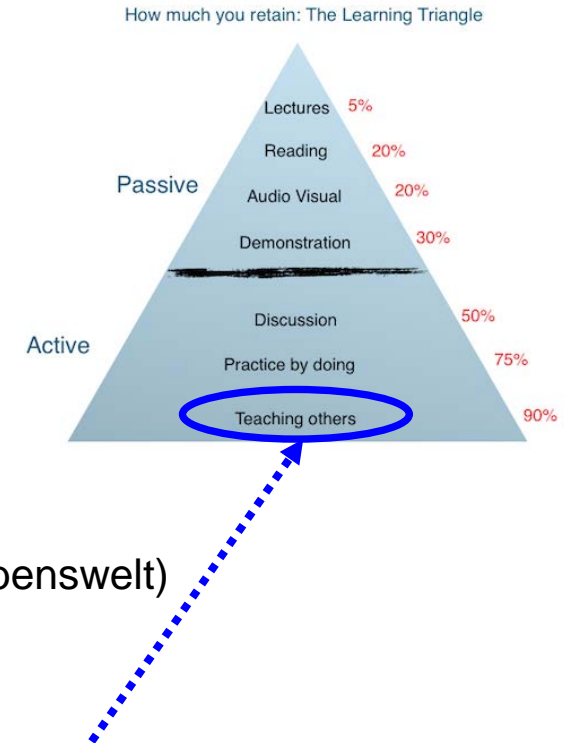 How much you retain: The Learning Triangle
Lectures 5%
Reading 20%
Passive
Audio Visual 20%
Demonstration 30%
Discussion 50%
Active
Practice by doing 75%
Teaching others 90%
benswelt)